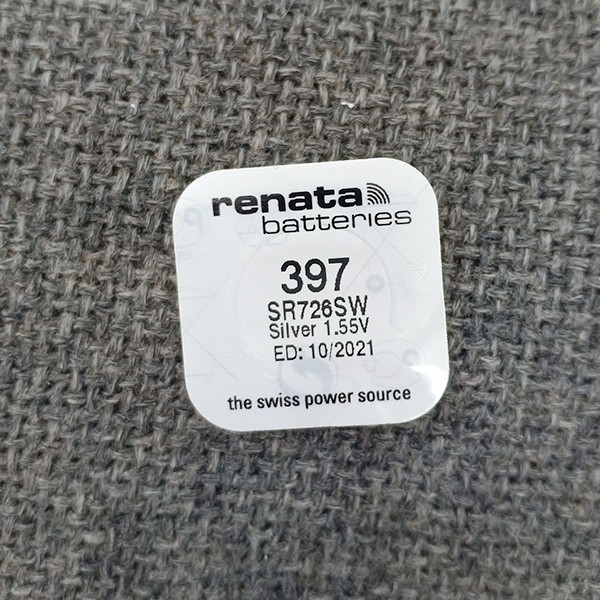 renata
batteries
397
SR726SW
Silver 1.55V
ED: 10/2021
the swiss power source